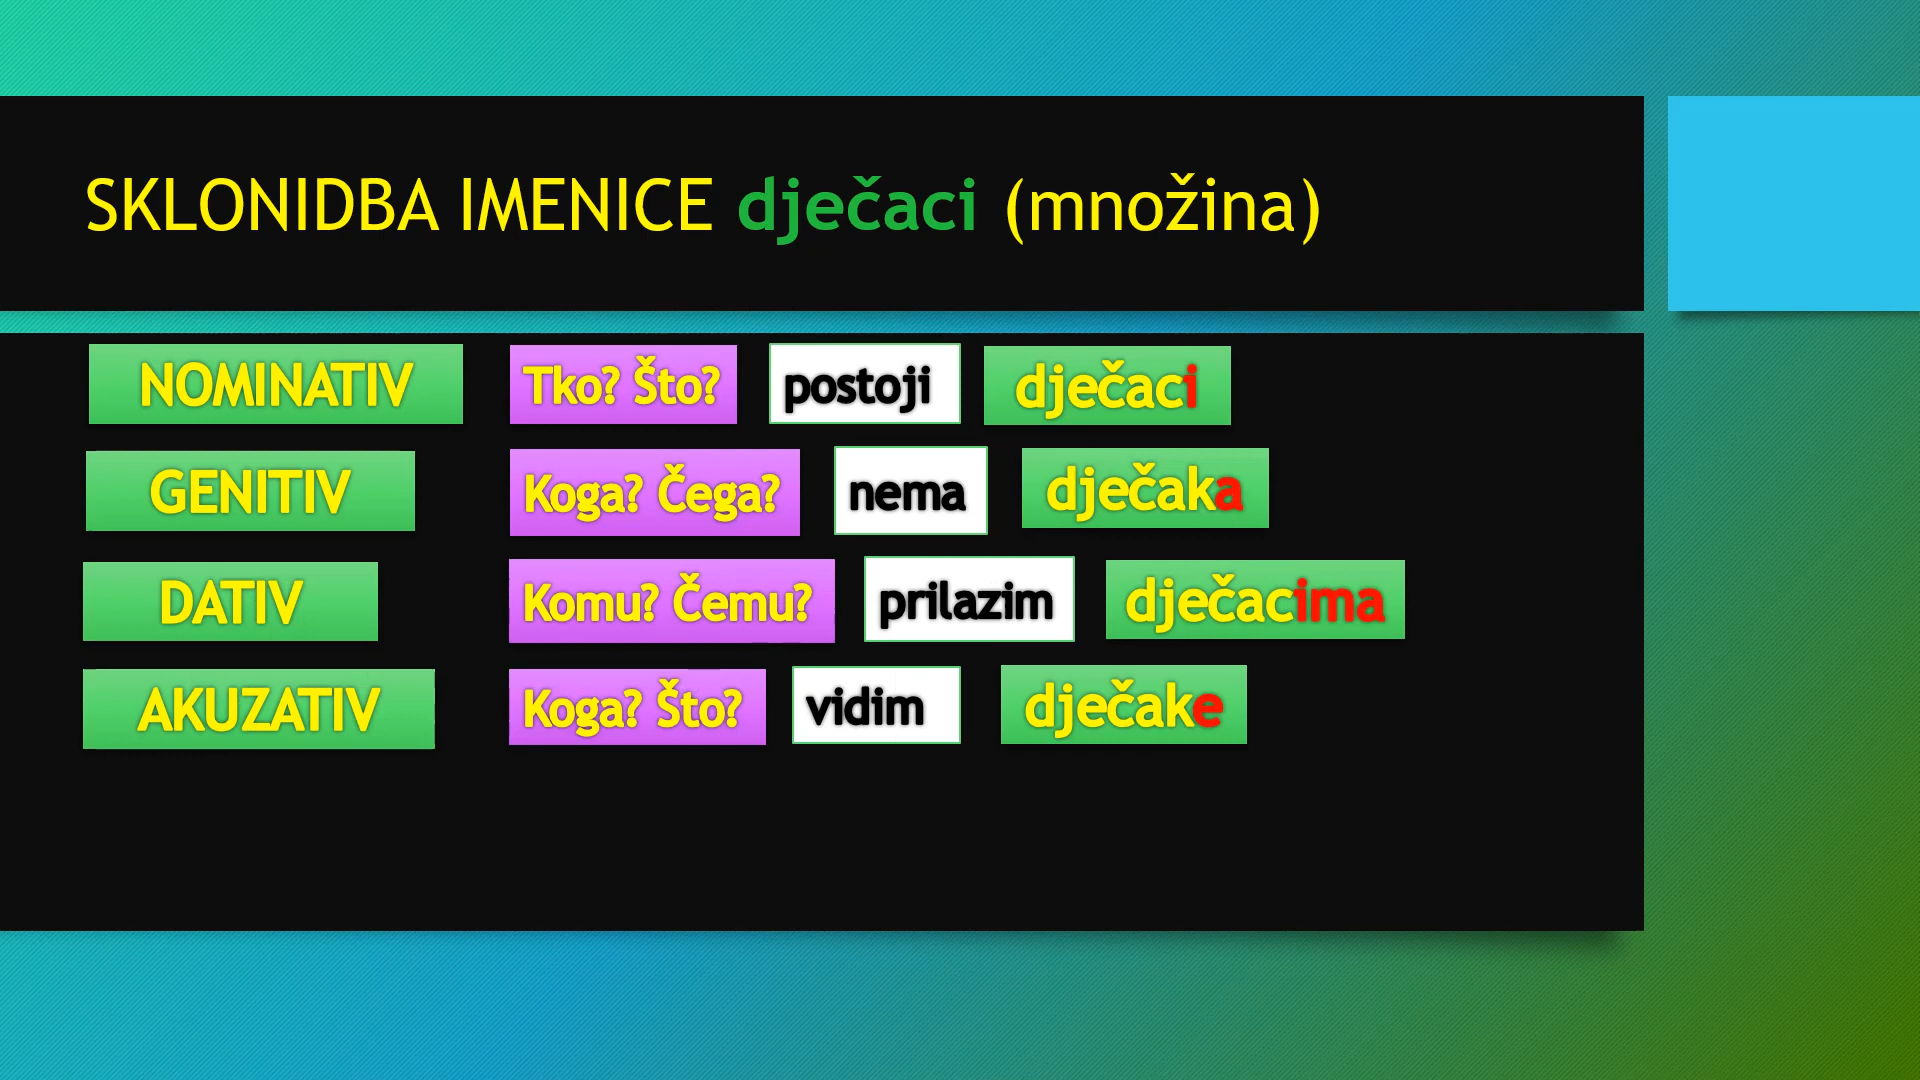 SKLONIDBA IMENICE dječaci (množina)
NOMINATIV Tko? Što? postoji dječaci
GENITIV Koga? Čega? nema dječaka
DATIV Komu? Čemu? prilazim dječacima
AKUZATIV Koga? Što? vidim dječake